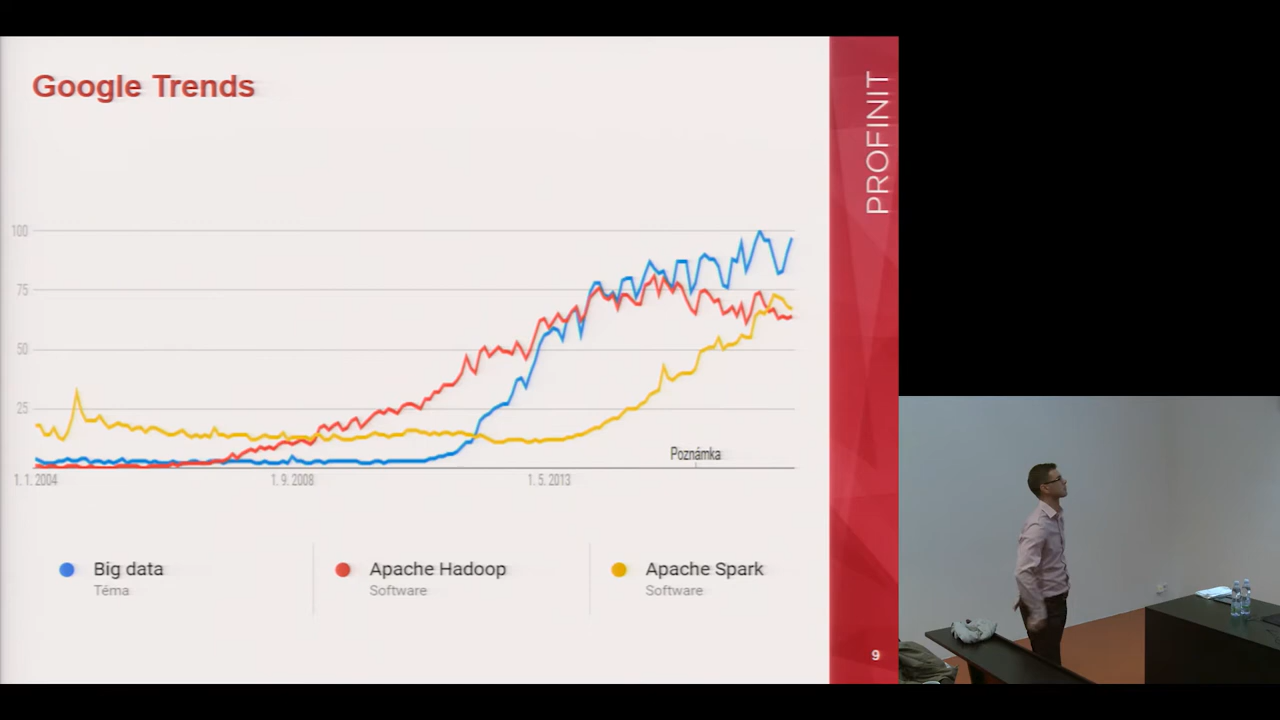 Google Trends
PROFINIT
100
75
50
25
Poznámka
1. 1. 2004
1. 9. 2008
1. 5. 2013
Big data
Téma
Apache Hadoop
Software
Apache Spark
Software
9